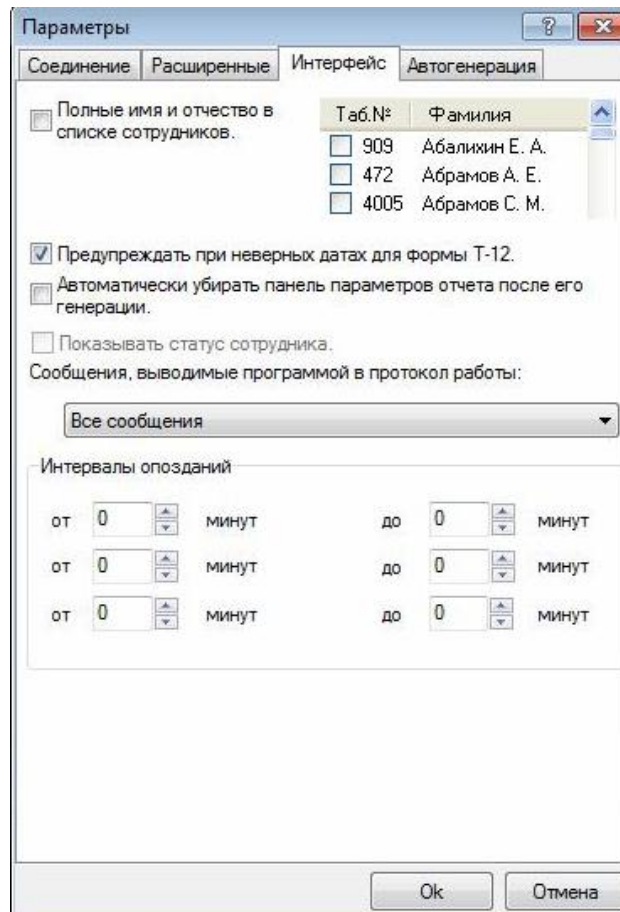 Параметры
Соединение Расширенные Интерфейс Автогенерация
Полные имя и отчество в
списке сотрудников.
Таб.№ Фамилия
909 Абалихин Е. А.
472 Абрамов А. Е.
4005 Абрамов С. М.
Предупреждать при неверных датах для формы Т-12.
Автоматически убирать панель параметров отчета после его
генерации.
Показывать статус сотрудника.
Сообщения, выводимые программой в протокол работы:
Все сообщения
Интервалы опозданий
от 0 минут до 0 минут
от 0 минут до 0 минут
от 0 минут до 0 минут
Ok Отмена